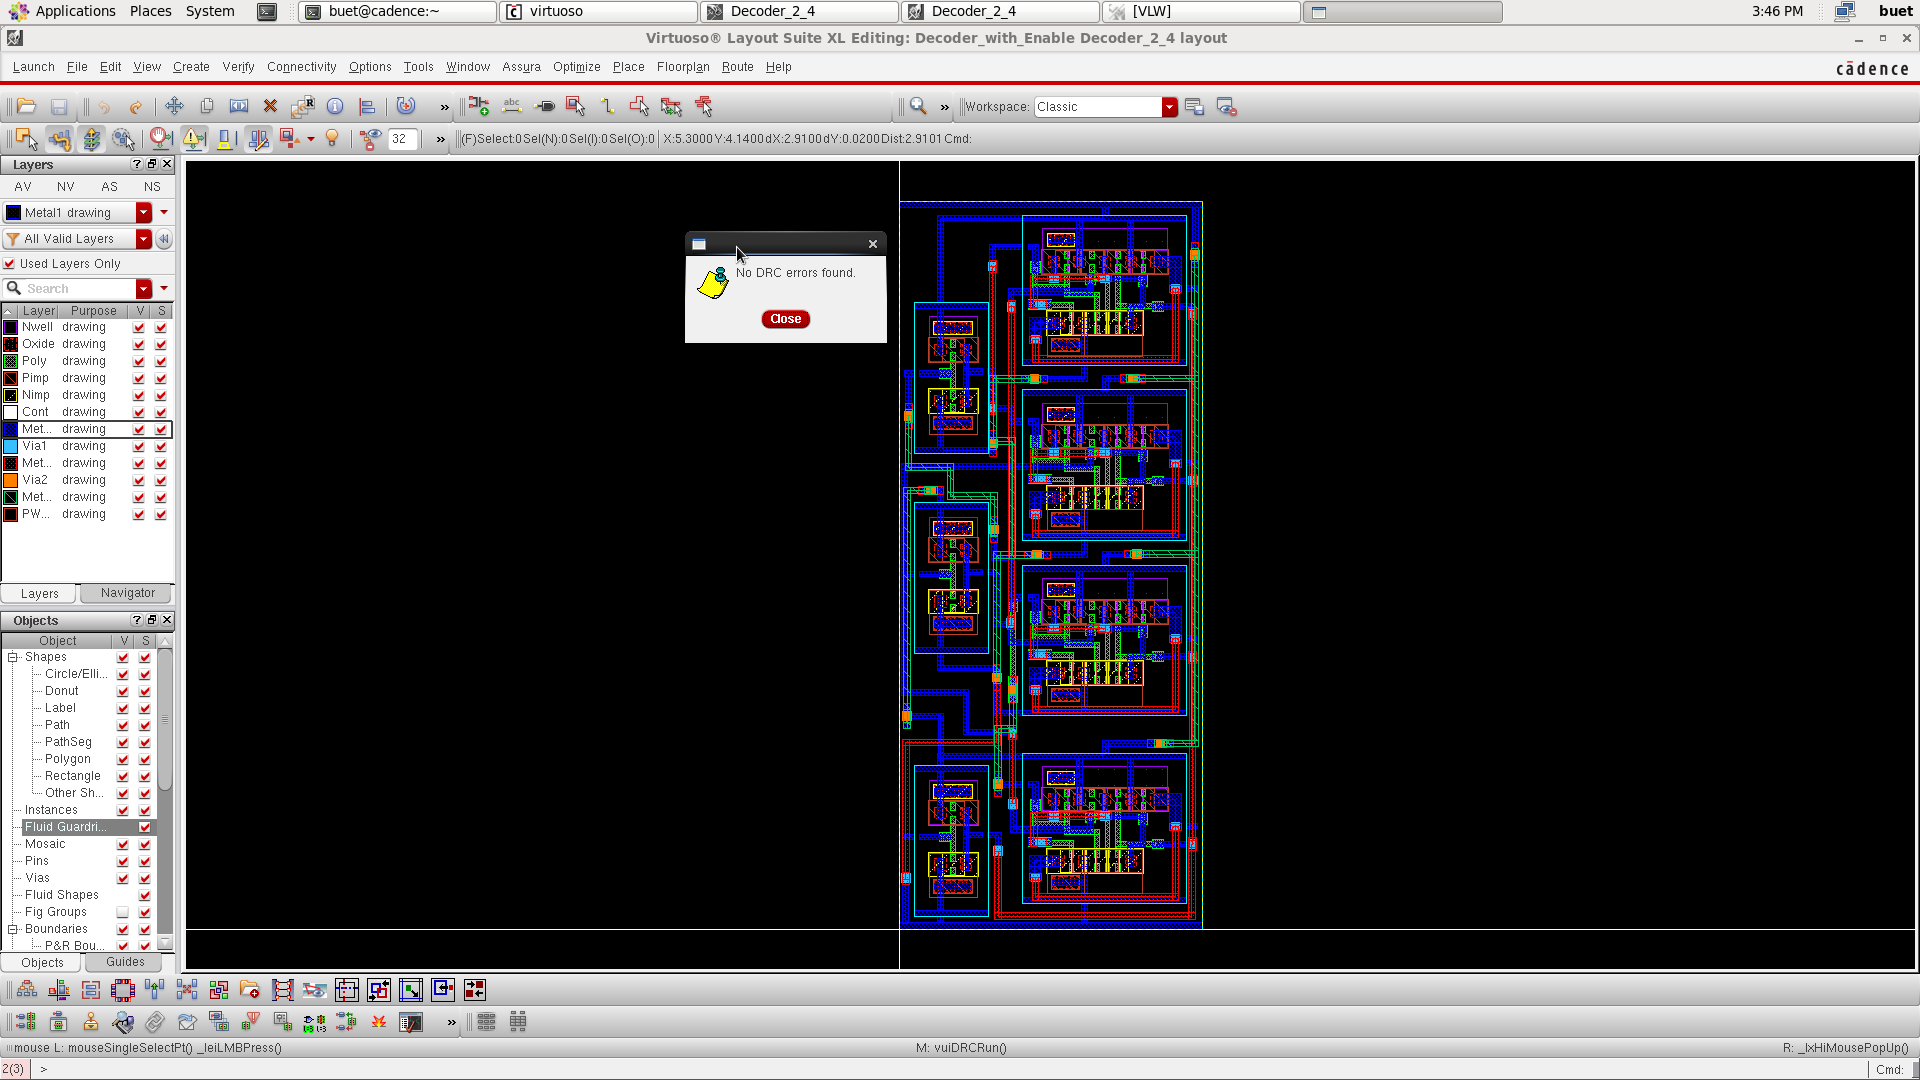 Applications Places System buet@cadence:~ virtuoso Decoder_2_4 Decoder_2_4 [VLW] 3:46 PM buet
Virtuoso® Layout Suite XL Editing: Decoder_with_Enable Decoder_2_4 layout
Launch File Edit View Create Verify Connectivity Options Tools Window Assura Optimize Place Floorplan Route Help cādence
» » Workspace: Classic
32 » (F)Select:0 Sel(N):0 Sel(I):0 Sel(O):0 X:5.3000 Y:4.1400 dX:2.9100 dY:0.0200 Dist:2.9101 Cmd:
Layers
AV NV AS NS
Metal1 drawing
All Valid Layers
Used Layers Only
Search
Layer Purpose V S
Nwell drawing
Oxide drawing
Poly drawing
Pimp drawing
Nimp drawing
Cont drawing
Met... drawing
Via1 drawing
Met... drawing
Via2 drawing
Met... drawing
PW... drawing
Layers Navigator
Objects
Object V S
Shapes
Circle/Elli...
Donut
Label
Path
PathSeg
Polygon
Rectangle
Other Sh...
Instances
Fluid Guardri...
Mosaic
Pins
Vias
Fluid Shapes
Fig Groups
Boundaries
P&R Bou...
Objects Guides
No DRC errors found.
Close
»
mouse L: mouseSingleSelectPt() _leiLMBPress() M: vuiDRCRun() R: _lxHiMousePopUp()
2(3) > Cmd: